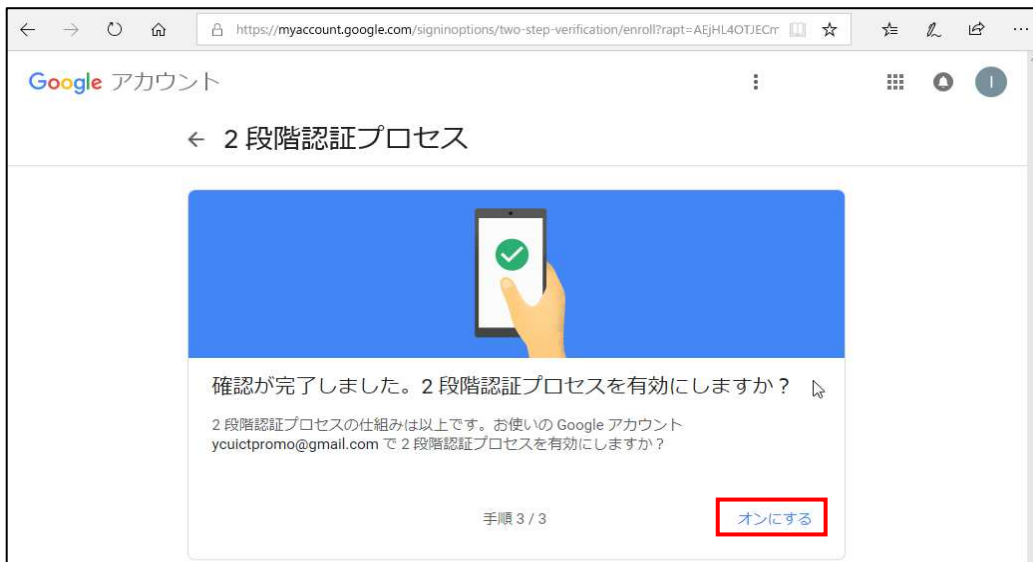 https://myaccount.google.com/signinoptions/two-step-verification/enroll?rapt=AEjHL4OTJECr
Google アカウント
I
2 段階認証プロセス
確認が完了しました。2 段階認証プロセスを有効にしますか？
2 段階認証プロセスの仕組みは以上です。お使いの Google アカウント
ycuictpromo@gmail.com で 2 段階認証プロセスを有効にしますか？
手順 3 / 3
オンにする